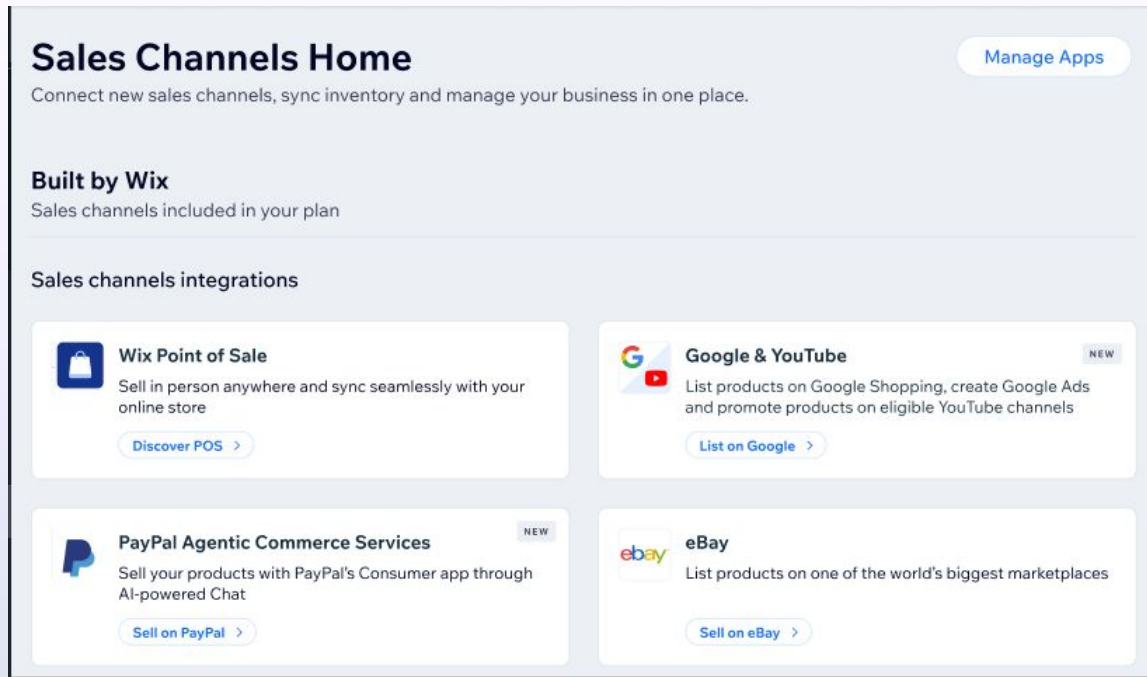 Sales Channels Home
Manage Apps
Connect new sales channels, sync inventory and manage your business in one place.
Built by Wix
Sales channels included in your plan
Sales channels integrations
Wix Point of Sale
Sell in person anywhere and sync seamlessly with your
online store
Discover POS >
Google & YouTube
NEW
List products on Google Shopping, create Google Ads
and promote products on eligible YouTube channels
List on Google >
PayPal Agentic Commerce Services
NEW
Sell your products with PayPal's Consumer app through
AI-powered Chat
Sell on PayPal >
ebay
eBay
List products on one of the world's biggest marketplaces
Sell on eBay >